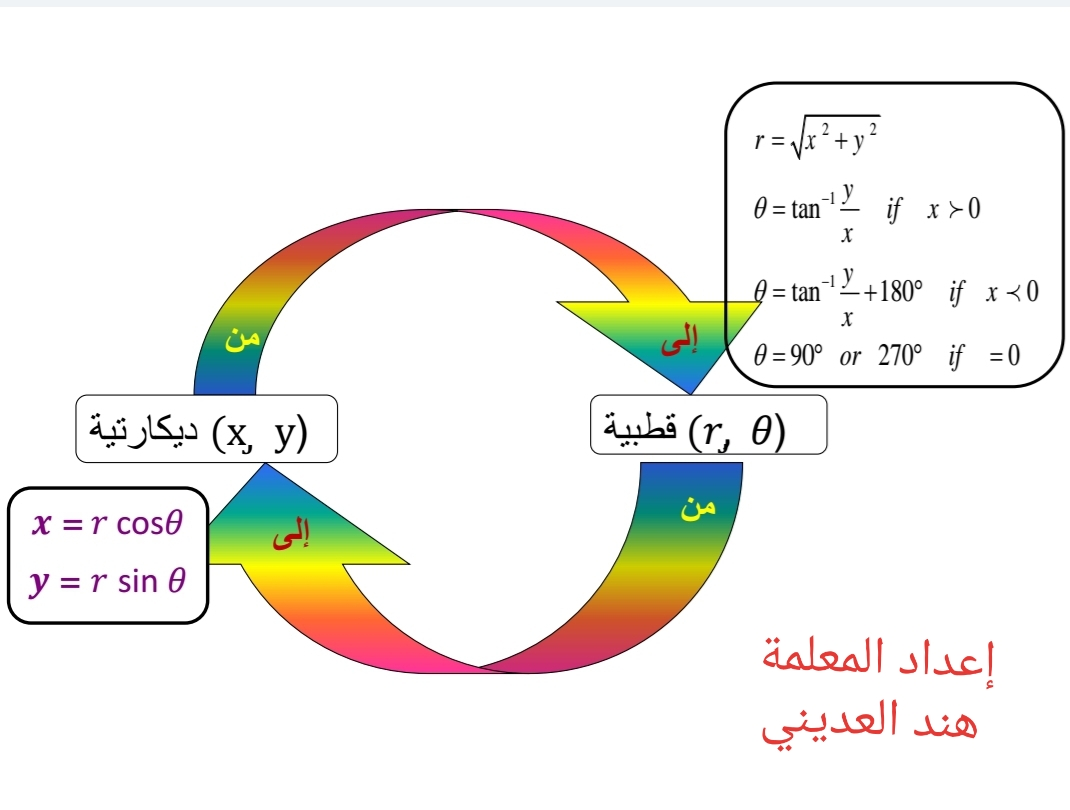 r = √x² + y²
θ = tan⁻¹ y/x if x ≻ 0
θ = tan⁻¹ y/x + 180° if x ≺ 0
θ = 90° or 270° if = 0
من
إلى
ديكارتية (x, y)
قطبية (r, θ)
x = r cosθ
y = r sin θ
إلى
من
إعداد المعلمة
هند العديني